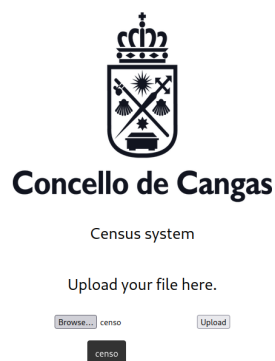 Concello de Cangas
Census system
Upload your file here.
Browse... censo Upload
censo